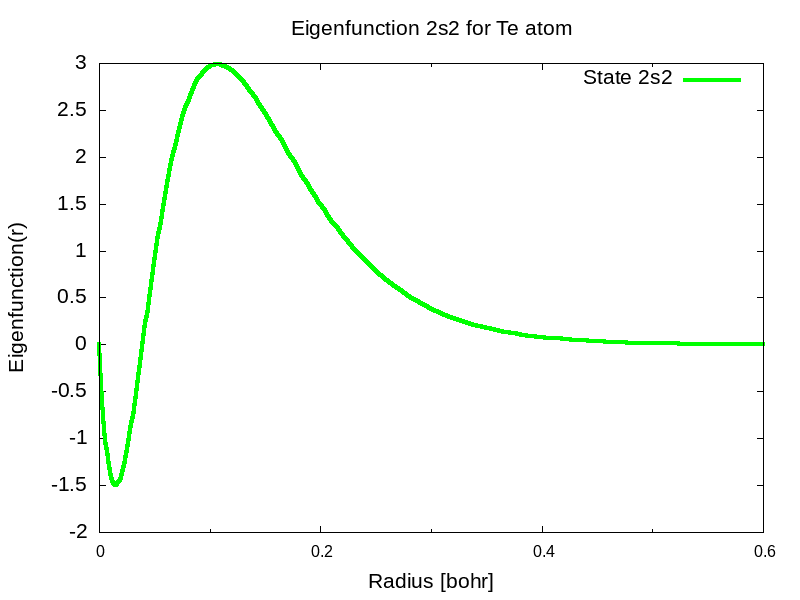 Eigenfunction 2s2 for Te atom
State 2s2
3
2.5
2
1.5
1
0.5
0
-0.5
-1
-1.5
-2
Eigenfunction(r)
0 0.2 0.4 0.6
Radius [bohr]